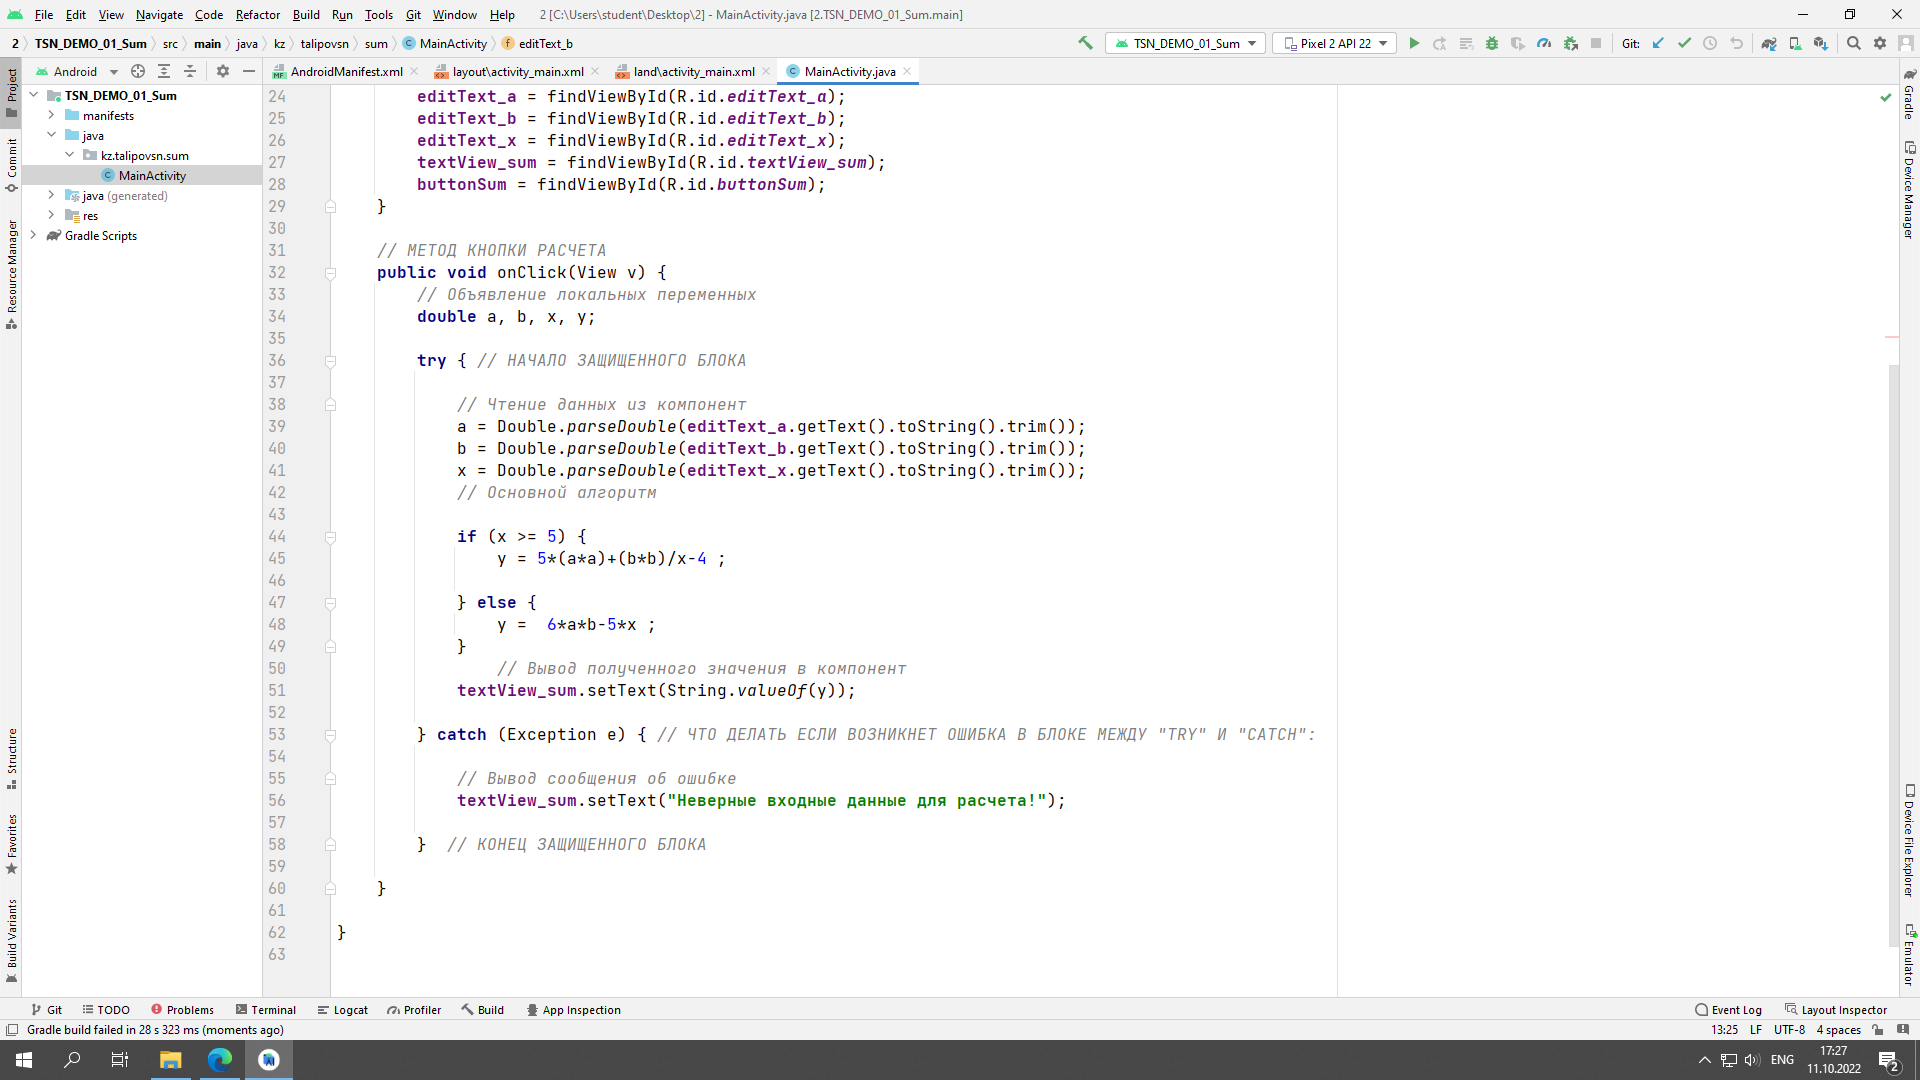 File Edit View Navigate Code Refactor Build Run Tools Git Window Help 2 [C:\Users\student\Desktop\2] - MainActivity.java [2.TSN_DEMO_01_Sum.main]
2 TSN_DEMO_01_Sum src main java kz talipovsn sum MainActivity editText_b TSN_DEMO_01_Sum Pixel 2 API 22 Git:
Android AndroidManifest.xml layout\activity_main.xml land\activity_main.xml MainActivity.java
Project
Commit
Resource Manager
Structure
Favorites
Build Variants
TSN_DEMO_01_Sum
manifests
java
kz.talipovsn.sum
MainActivity
java (generated)
res
Gradle Scripts
24 editText_a = findViewById(R.id.editText_a);
25 editText_b = findViewById(R.id.editText_b);
26 editText_x = findViewById(R.id.editText_x);
27 textView_sum = findViewById(R.id.textView_sum);
28 buttonSum = findViewById(R.id.buttonSum);
29 }
30
31 // МЕТОД КНОПКИ РАСЧЕТА
32 public void onClick(View v) {
33 // Объявление локальных переменных
34 double a, b, x, y;
35
36 try { // НАЧАЛО ЗАЩИЩЕННОГО БЛОКА
37
38 // Чтение данных из компонент
39 a = Double.parseDouble(editText_a.getText().toString().trim());
40 b = Double.parseDouble(editText_b.getText().toString().trim());
41 x = Double.parseDouble(editText_x.getText().toString().trim());
42 // Основной алгоритм
43
44 if (x >= 5) {
45 y = 5*(a*a)+(b*b)/x-4 ;
46
47 } else {
48 y =  6*a*b-5*x ;
49 }
50 // Вывод полученного значения в компонент
51 textView_sum.setText(String.valueOf(y));
52
53 } catch (Exception e) { // ЧТО ДЕЛАТЬ ЕСЛИ ВОЗНИКНЕТ ОШИБКА В БЛОКЕ МЕЖДУ "TRY" И "CATCH":
54
55 // Вывод сообщения об ошибке
56 textView_sum.setText("Неверные входные данные для расчета!");
57
58 }  // КОНЕЦ ЗАЩИЩЕННОГО БЛОКА
59
60 }
61
62 }
63
Gradle
Device Manager
Device File Explorer
Emulator
Git TODO Problems Terminal Logcat Profiler Build App Inspection Event Log Layout Inspector
Gradle build failed in 28 s 323 ms (moments ago) 13:25 LF UTF-8 4 spaces
ENG 17:27
11.10.2022 2